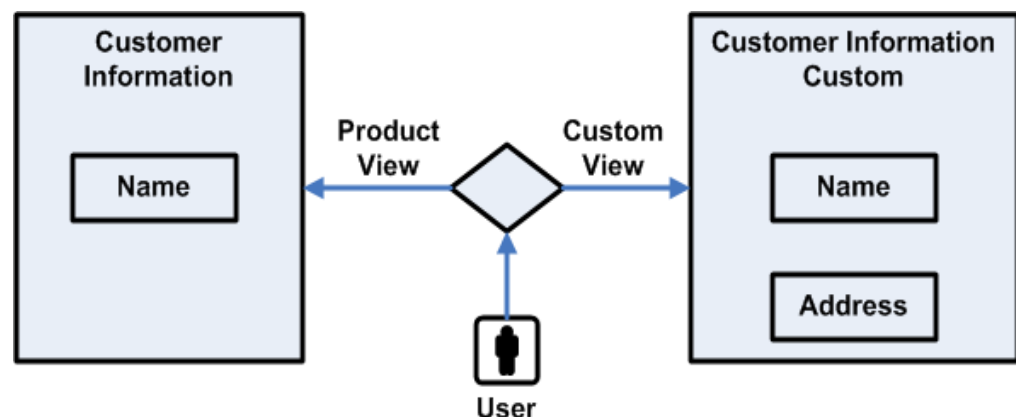 Customer
Information
Name
Product
View
Custom
View
Customer Information
Custom
Name
Address
User